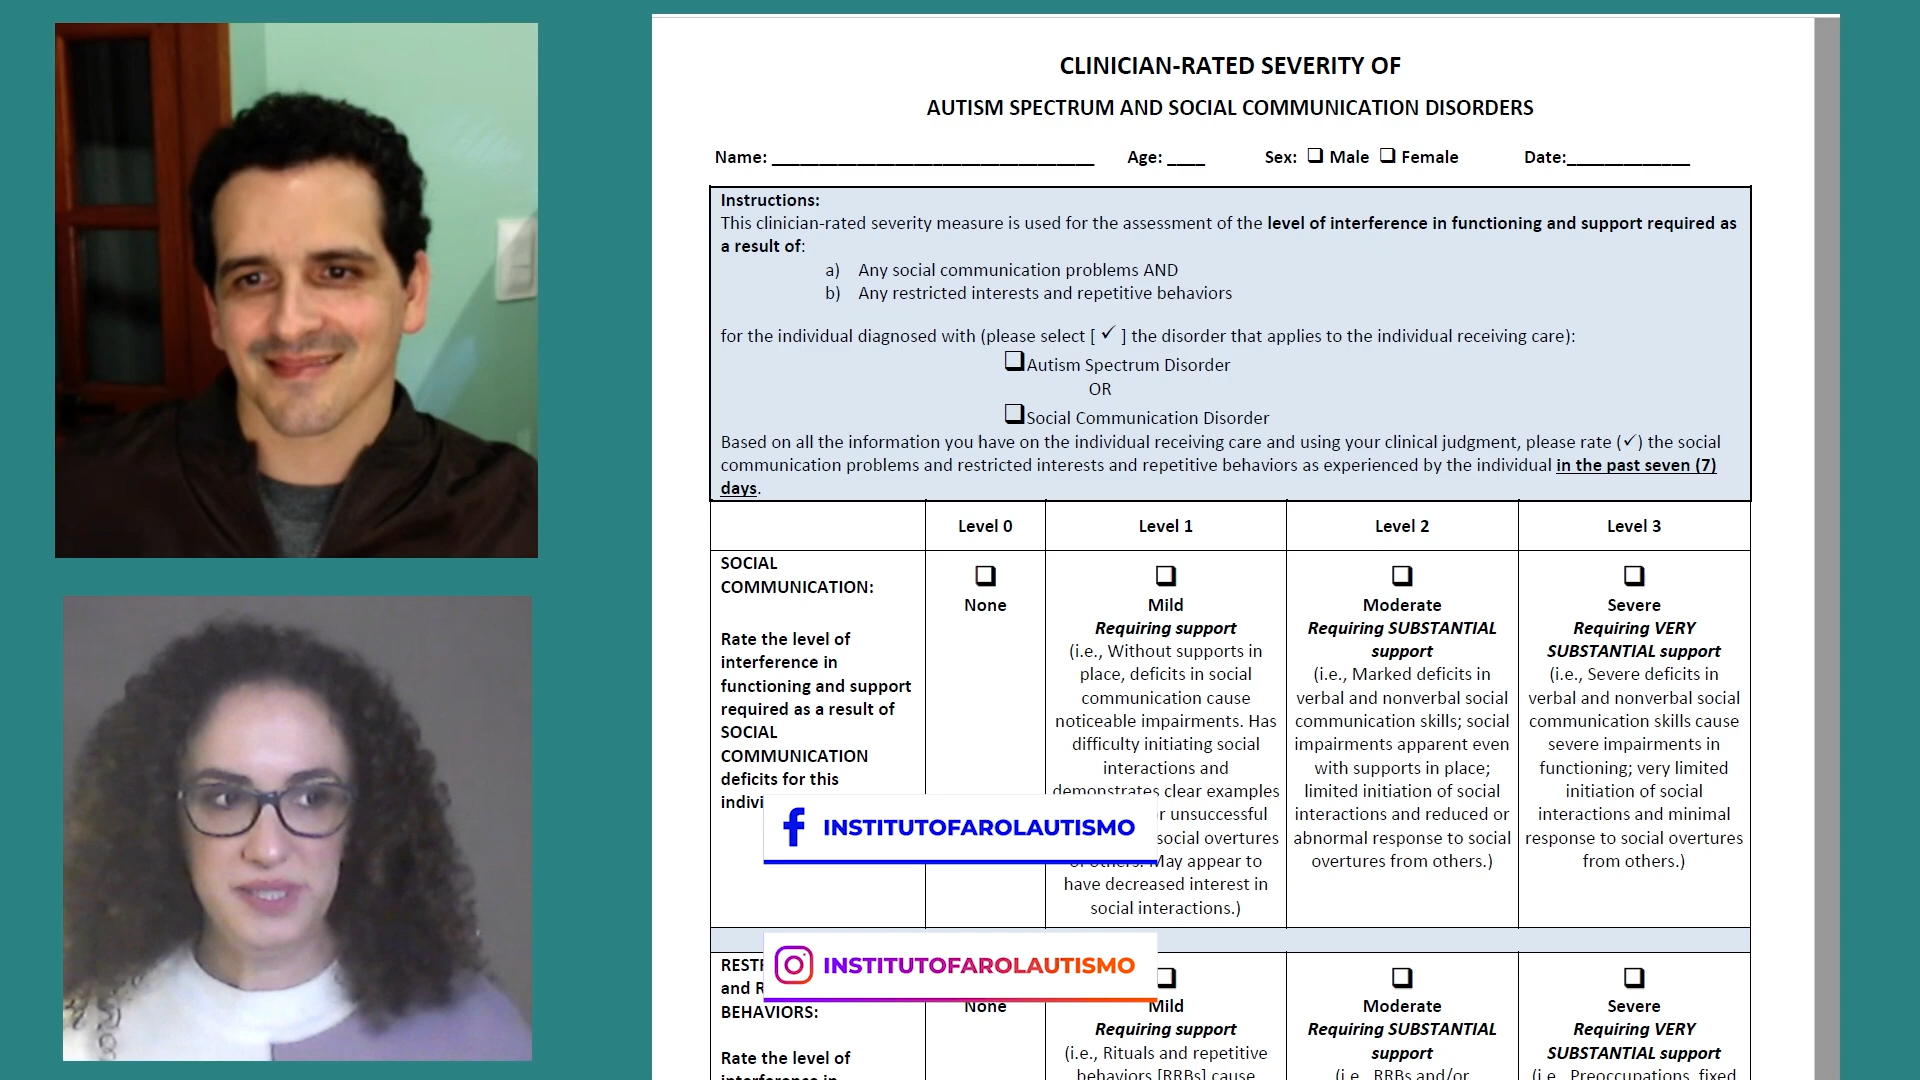 CLINICIAN-RATED SEVERITY OF
AUTISM SPECTRUM AND SOCIAL COMMUNICATION DISORDERS
Name: __________________________________ Age: ____ Sex: ❑ Male ❑ Female Date:_____________
Instructions:
This clinician-rated severity measure is used for the assessment of the level of interference in functioning and support required as
a result of:
a) Any social communication problems AND
b) Any restricted interests and repetitive behaviors
for the individual diagnosed with (please select [ ✓ ] the disorder that applies to the individual receiving care):
❑Autism Spectrum Disorder
OR
❑Social Communication Disorder
Based on all the information you have on the individual receiving care and using your clinical judgment, please rate (✓) the social
communication problems and restricted interests and repetitive behaviors as experienced by the individual in the past seven (7)
days.
Level 0 Level 1 Level 2 Level 3
SOCIAL
COMMUNICATION:
Rate the level of
interference in
functioning and support
required as a result of
SOCIAL
COMMUNICATION
deficits for this
❑
None
❑
Mild
Requiring support
(i.e., Without supports in
place, deficits in social
communication cause
noticeable impairments. Has
difficulty initiating social
interactions and
demonstrates clear examples
unsuccessful
social overtures
May appear to
have decreased interest in
social interactions.)
❑
Moderate
Requiring SUBSTANTIAL
support
(i.e., Marked deficits in
verbal and nonverbal social
communication skills; social
impairments apparent even
with supports in place;
limited initiation of social
interactions and reduced or
abnormal response to social
overtures from others.)
❑
Severe
Requiring VERY
SUBSTANTIAL support
(i.e., Severe deficits in
verbal and nonverbal social
communication skills cause
severe impairments in
functioning; very limited
initiation of social
interactions and minimal
response to social overtures
from others.)
INSTITUTOFAROLAUTISMO
INSTITUTOFAROLAUTISMO
and
BEHAVIORS:
Rate the level of
None
❑
Mild
Requiring support
(i.e., Rituals and repetitive
behaviors [RRBs] cause
❑
Moderate
Requiring SUBSTANTIAL
support
(i.e., RRBs and/or
❑
Severe
Requiring VERY
SUBSTANTIAL support
(i.e., Preoccupations, fixed